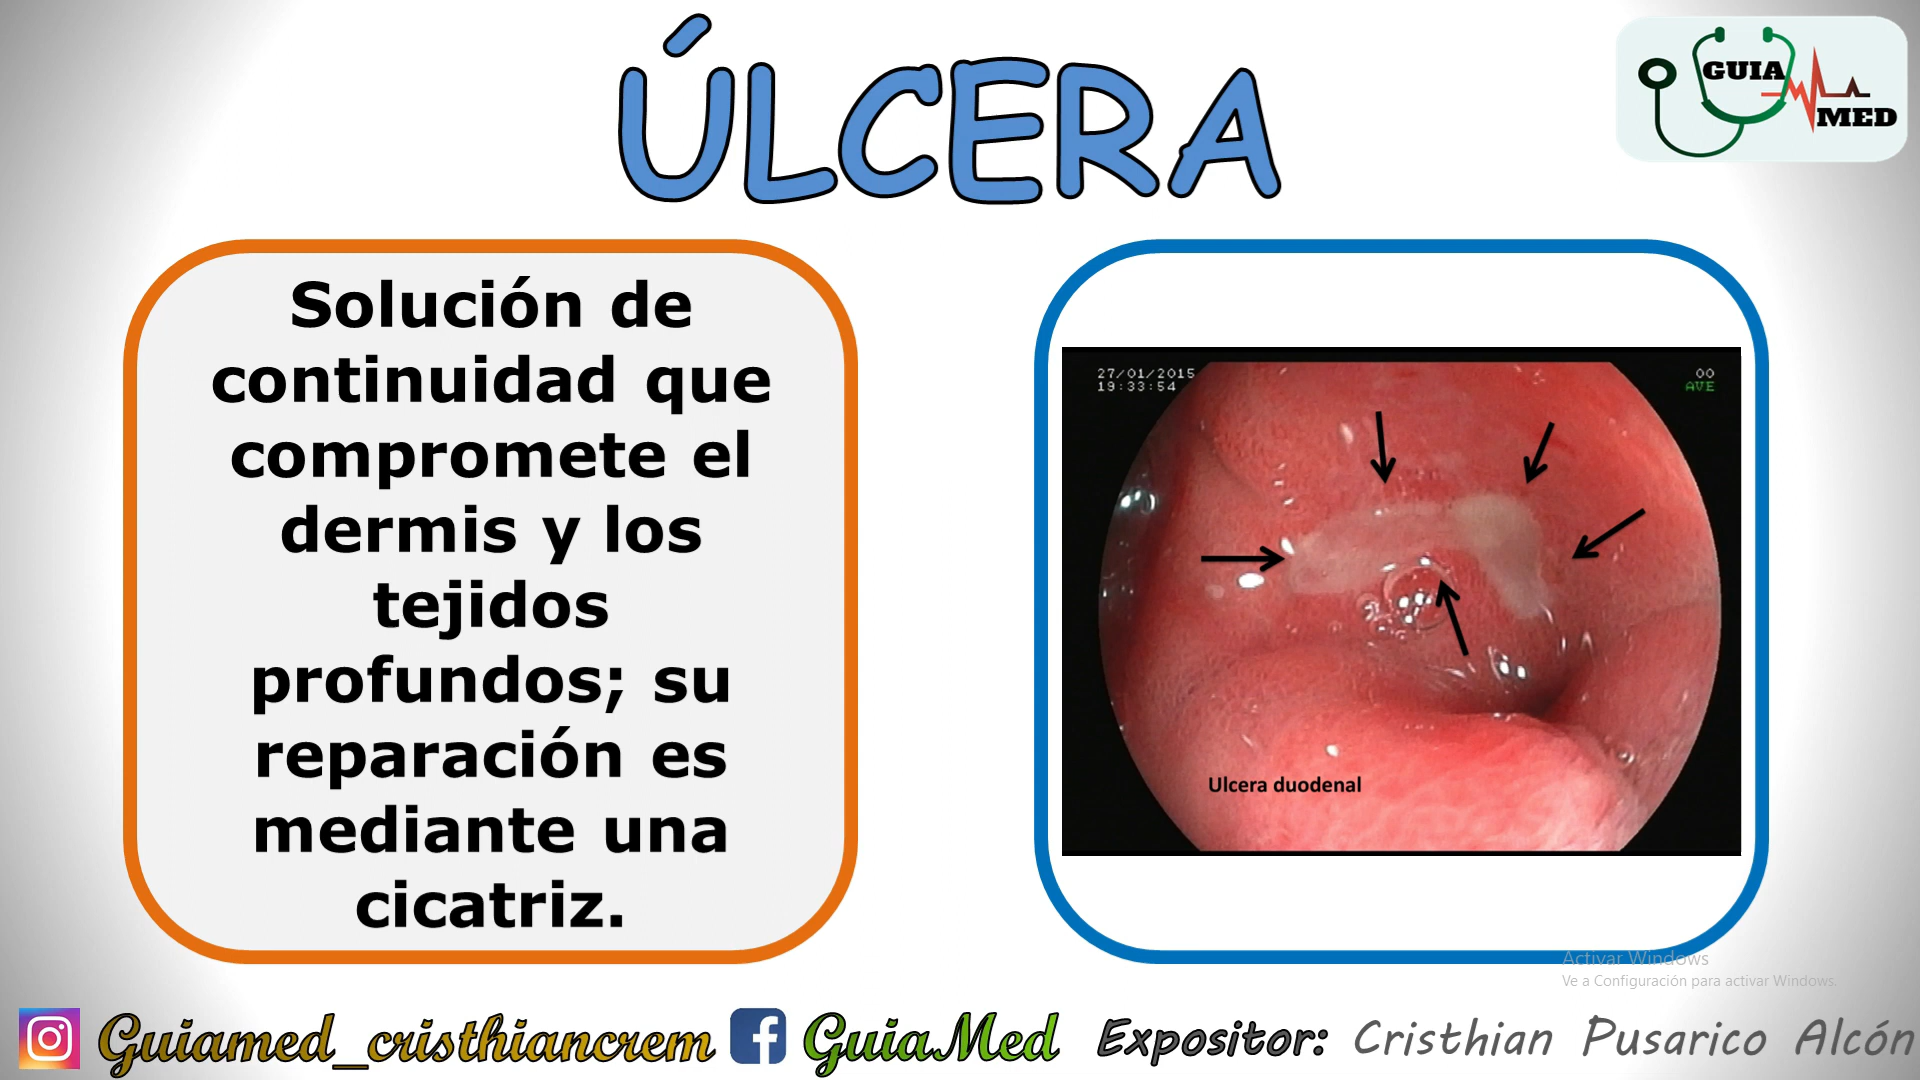 ÚLCERA
GUIA
MED
Solución de
continuidad que
compromete el
dermis y los
tejidos
profundos; su
reparación es
mediante una
cicatriz.
27/01/2015
19:33:54
00
AVE
Ulcera duodenal
Activar Windows
Ve a Configuración para activar Windows.
Guiamed_cristhiancrem
GuiaMed
Expositor: Cristhian Pusarico Alcón